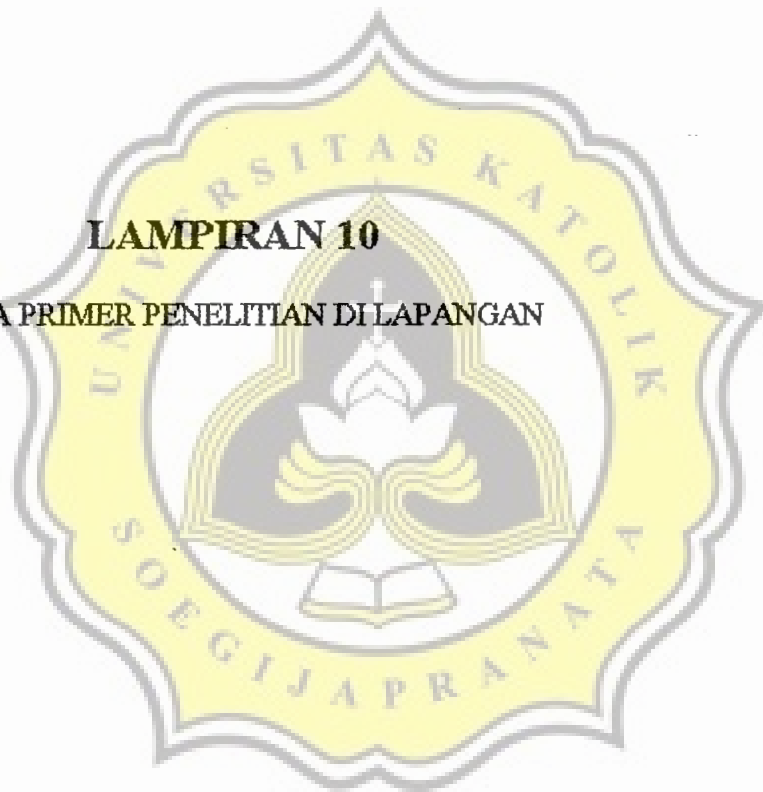 LAMPIRAN 10
A PRIMER PENELITIAN DI LAPANGAN
UNIVERSITAS KATOLIK
SOEGIJAPRANATA